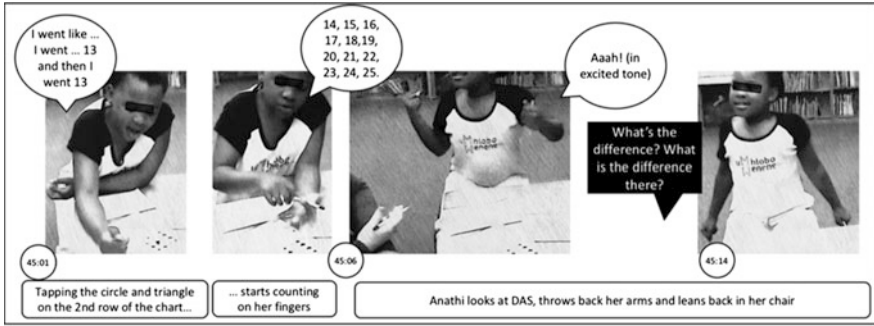 I went like ...
I went ... 13
and then I
went 13
14, 15, 16,
17, 18,19,
20, 21, 22,
23, 24, 25.
Aaah! (in
excited tone)
What's the
difference? What
is the difference
there?
45:01
45:06
45:14
Tapping the circle and triangle
on the 2nd row of the chart...
... starts counting
on her fingers
Anathi looks at DAS, throws back her arms and leans back in her chair